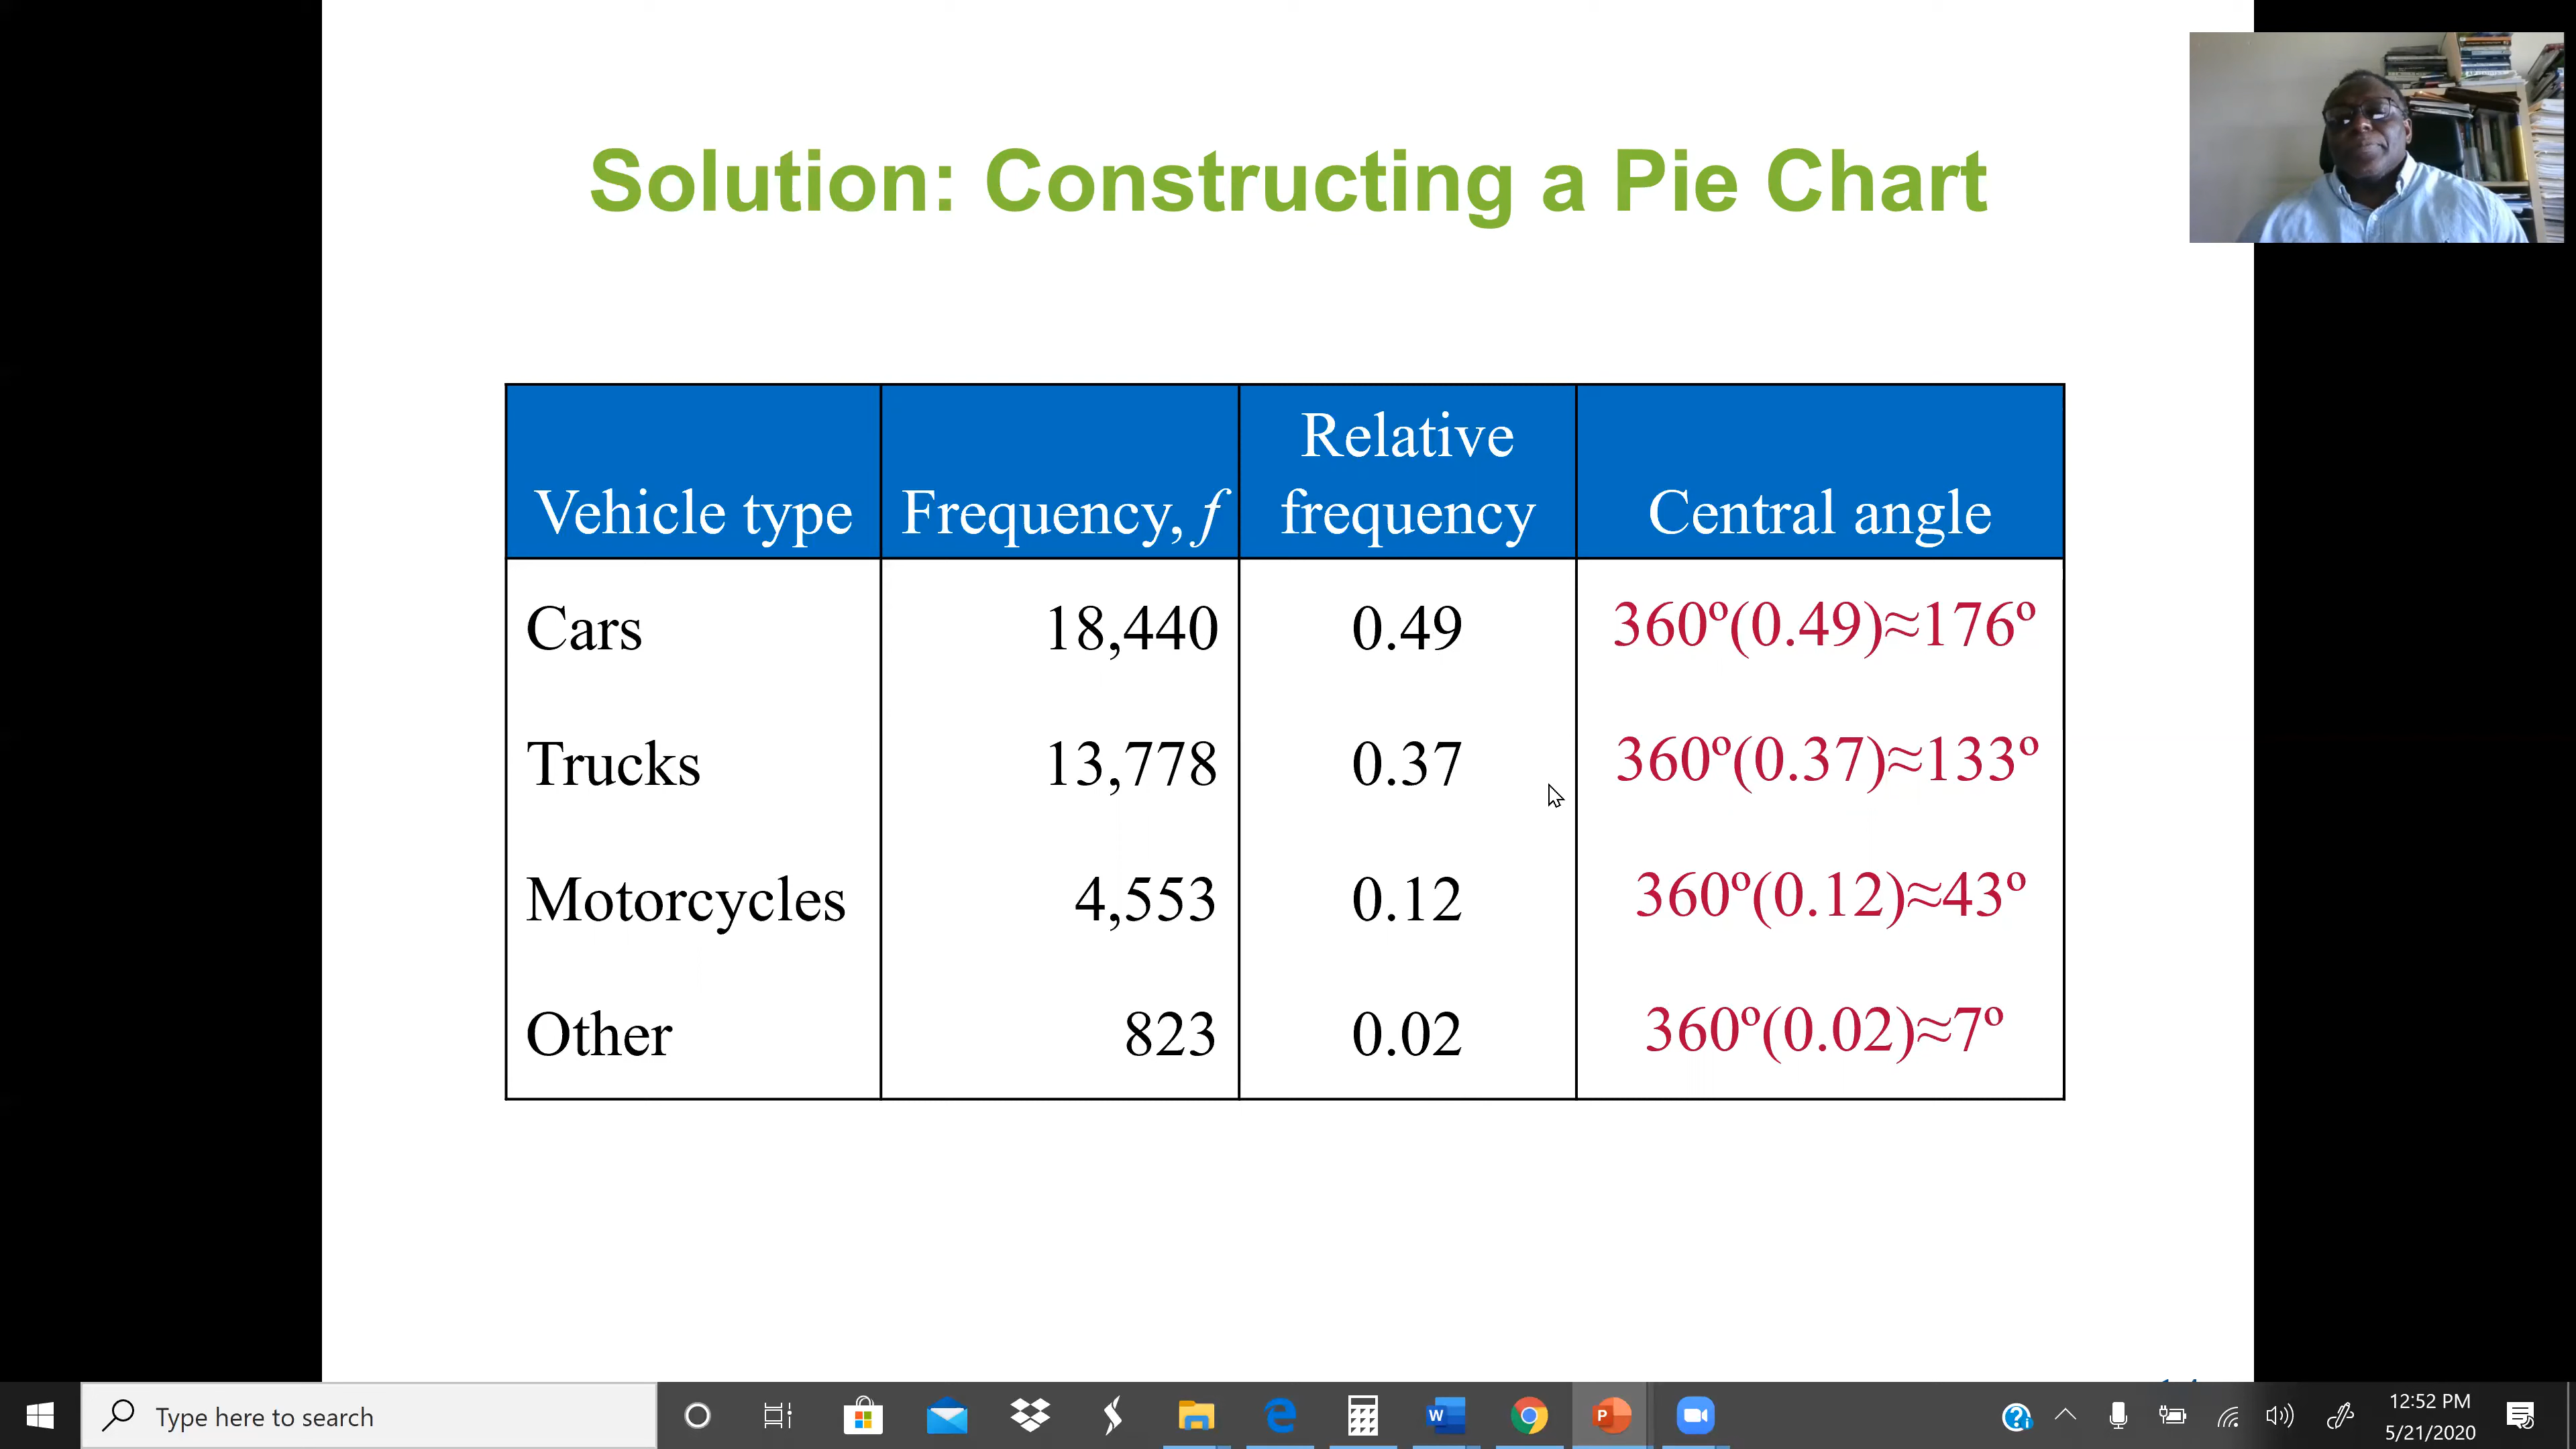 Solution: Constructing a Pie Chart
Vehicle type Frequency, f Relative frequency Central angle
Cars 18,440 0.49 360º(0.49)≈176º
Trucks 13,778 0.37 360º(0.37)≈133º
Motorcycles 4,553 0.12 360º(0.12)≈43º
Other 823 0.02 360º(0.02)≈7º
Type here to search
12:52 PM
5/21/2020